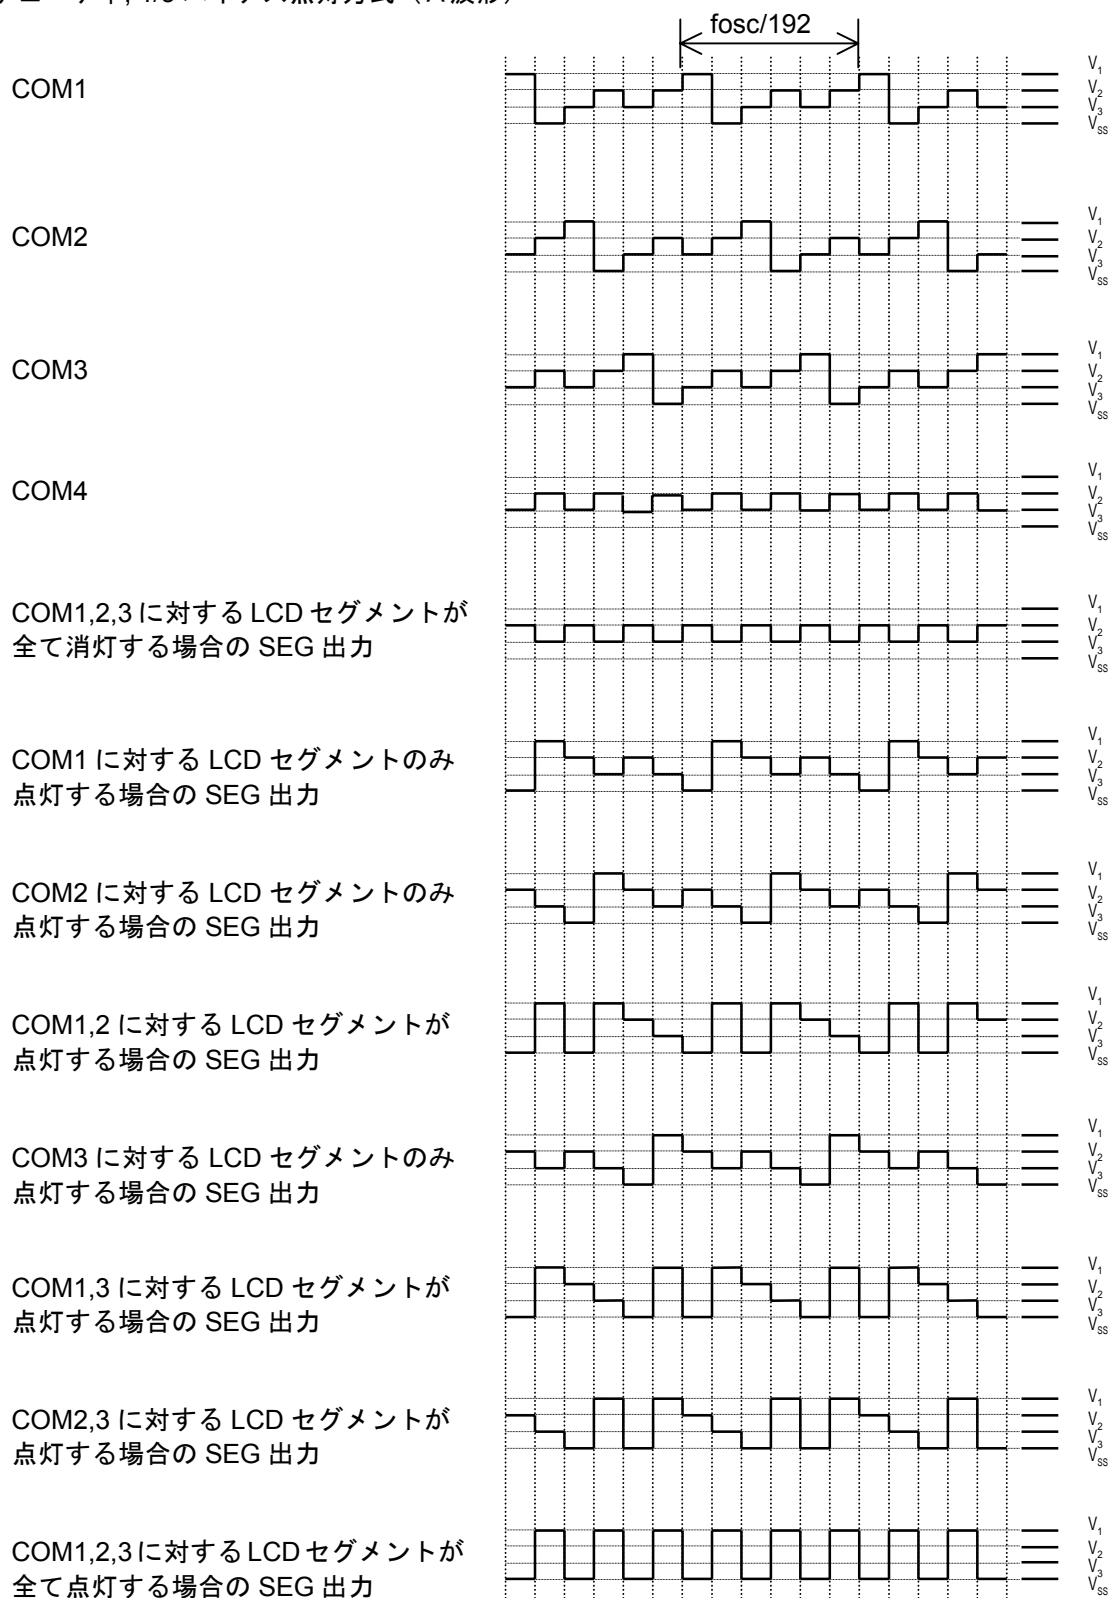 fosc/192
COM1
V1
V2
V3
VSS
COM2
V1
V2
V3
VSS
COM3
V1
V2
V3
VSS
COM4
V1
V2
V3
VSS
COM1,2,3 に対する LCD セグメントが
全て消灯する場合の SEG 出力
V1
V2
V3
VSS
COM1 に対する LCD セグメントのみ
点灯する場合の SEG 出力
V1
V2
V3
VSS
COM2 に対する LCD セグメントのみ
点灯する場合の SEG 出力
V1
V2
V3
VSS
COM1,2 に対する LCD セグメントが
点灯する場合の SEG 出力
V1
V2
V3
VSS
COM3 に対する LCD セグメントのみ
点灯する場合の SEG 出力
V1
V2
V3
VSS
COM1,3 に対する LCD セグメントが
点灯する場合の SEG 出力
V1
V2
V3
VSS
COM2,3 に対する LCD セグメントが
点灯する場合の SEG 出力
V1
V2
V3
VSS
COM1,2,3 に対する LCD セグメントが
全て点灯する場合の SEG 出力
V1
V2
V3
VSS